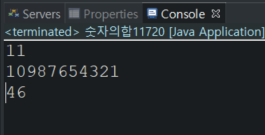 Servers Properties Console
<terminated> 숫자의합11720 [Java Application]
11
10987654321
46